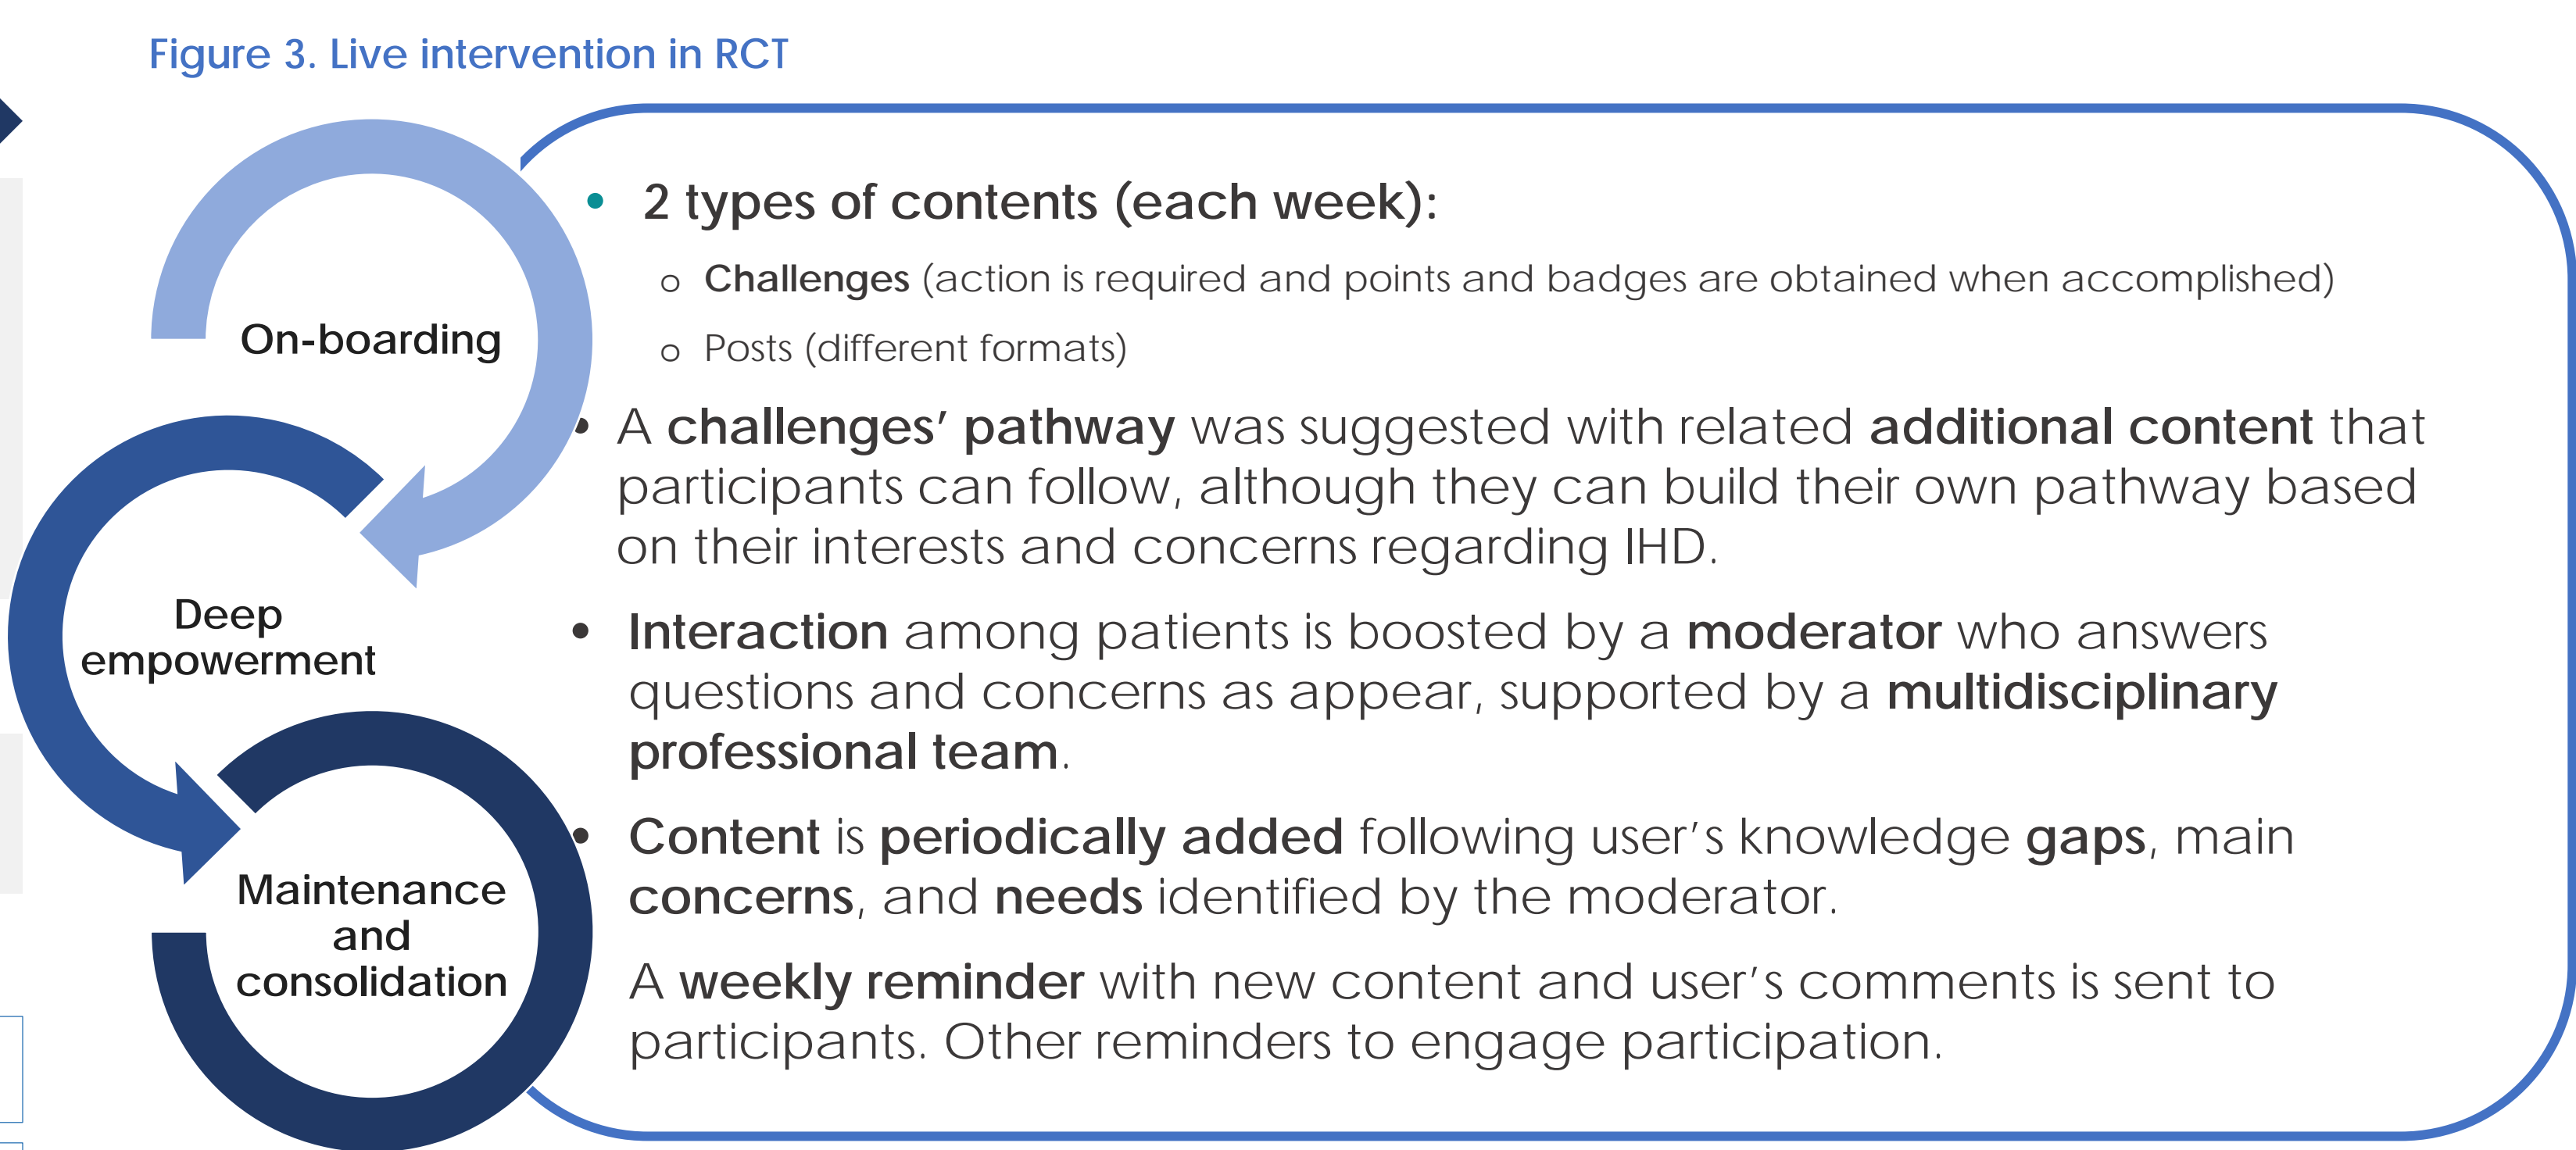 Figure 3. Live intervention in RCT
On-boarding
Deep
empowerment
Maintenance
and
consolidation
• 2 types of contents (each week):
o Challenges (action is required and points and badges are obtained when accomplished)
o Posts (different formats)
• A challenges’ pathway was suggested with related additional content that
participants can follow, although they can build their own pathway based
on their interests and concerns regarding IHD.
• Interaction among patients is boosted by a moderator who answers
questions and concerns as appear, supported by a multidisciplinary
professional team.
• Content is periodically added following user’s knowledge gaps, main
concerns, and needs identified by the moderator.
A weekly reminder with new content and user’s comments is sent to
participants. Other reminders to engage participation.